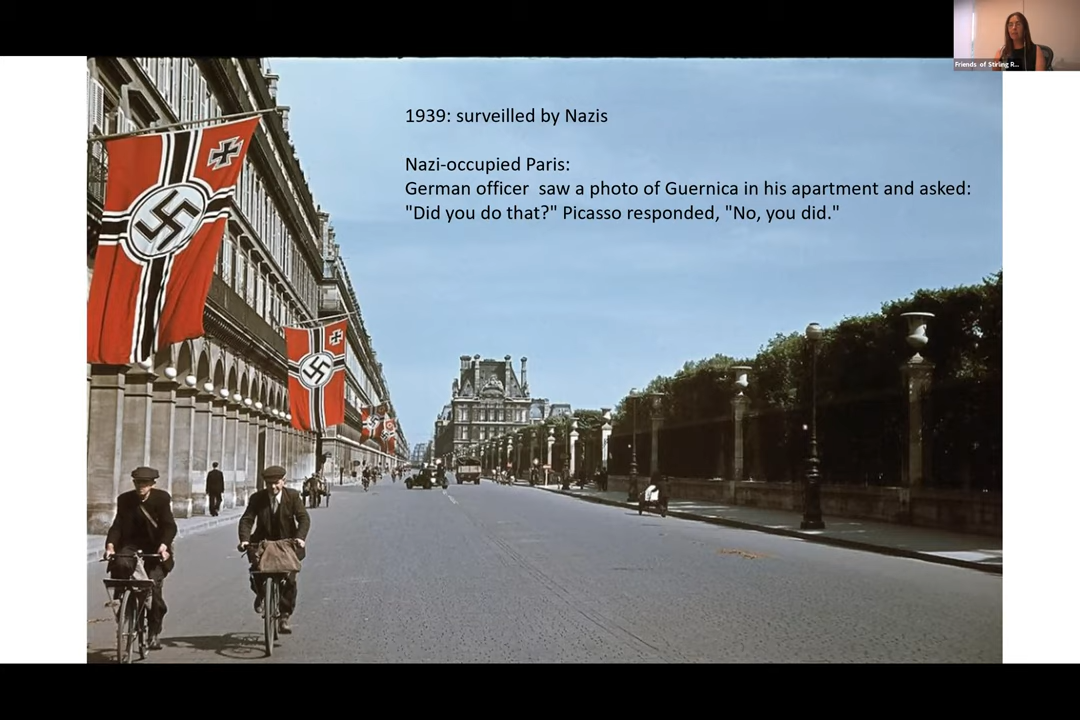 Friends of Stirling R...
1939: surveilled by Nazis
Nazi-occupied Paris:
German officer  saw a photo of Guernica in his apartment and asked:
"Did you do that?" Picasso responded, "No, you did."